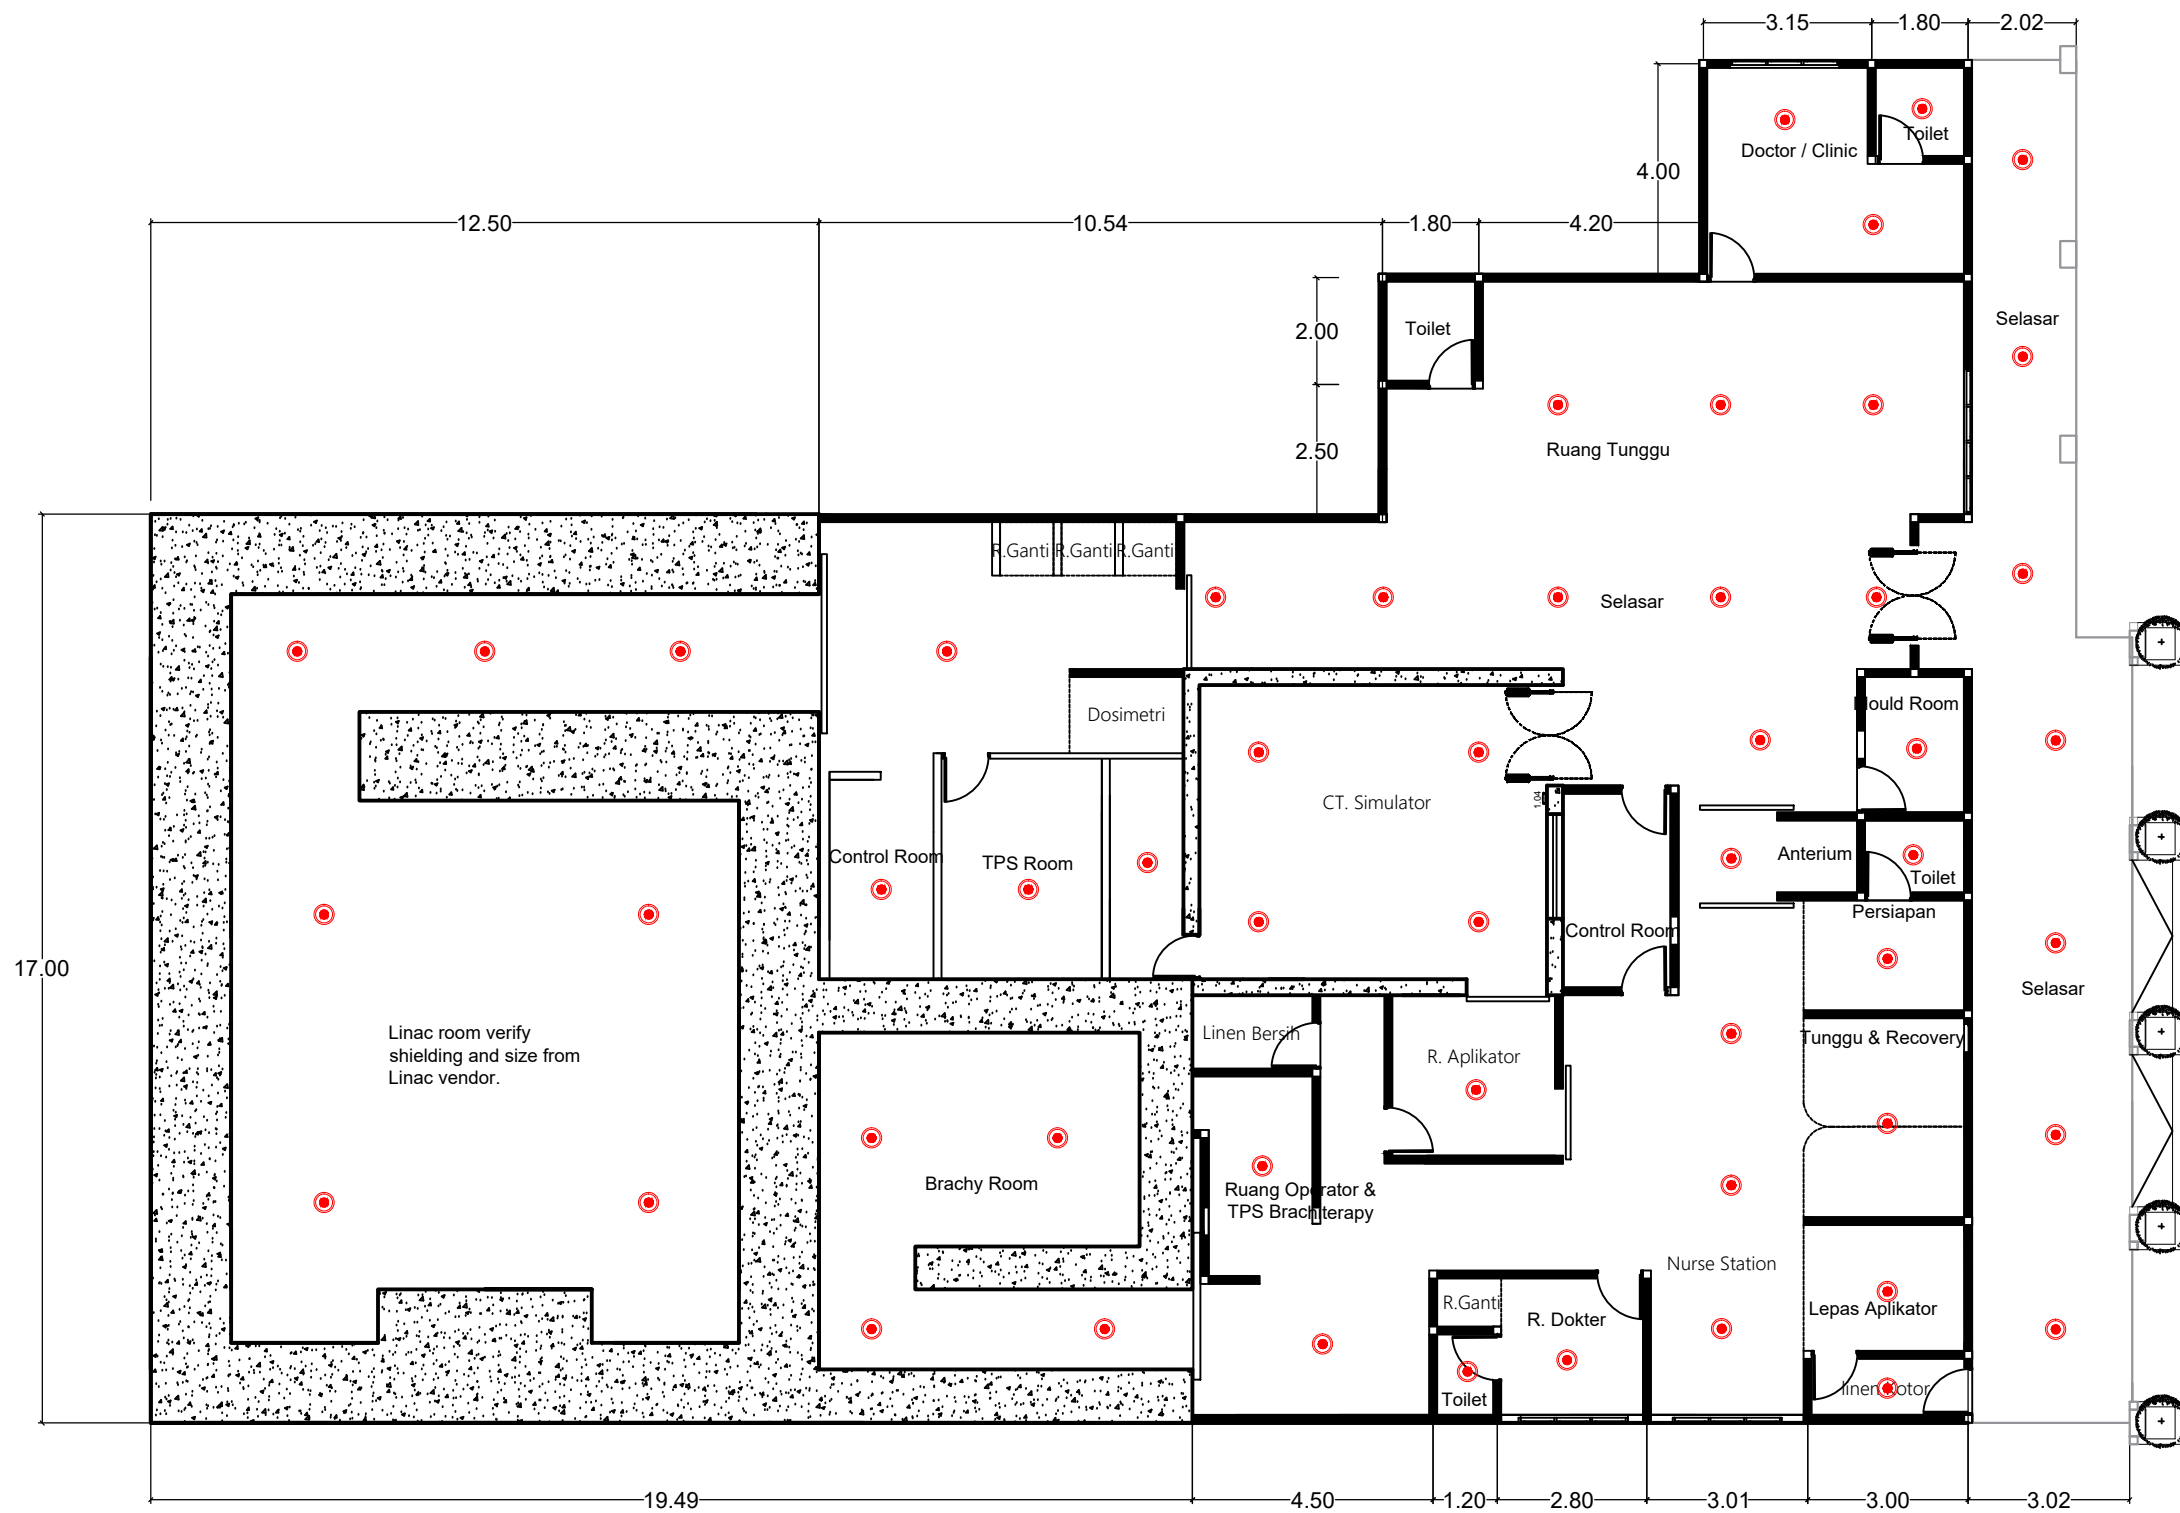 3.15
1.80
2.02
Toilet
Doctor / Clinic
4.00
12.50
10.54
1.80
4.20
2.00
Toilet
Selasar
2.50
Ruang Tunggu
R.Ganti
R.Ganti
R.Ganti
Selasar
Mould Room
Dosimetri
CT. Simulator
1.04
Control Room
TPS Room
Anterium
Toilet
Persiapan
Control Room
17.00
Selasar
Linac room verify
shielding and size from
Linac vendor.
Linen Bersih
R. Aplikator
Tunggu & Recovery
Brachy Room
Ruang Operator &
TPS Brachiterapy
Nurse Station
R.Ganti
R. Dokter
Lepas Aplikator
Toilet
linen kotor
19.49
4.50
1.20
2.80
3.01
3.00
3.02